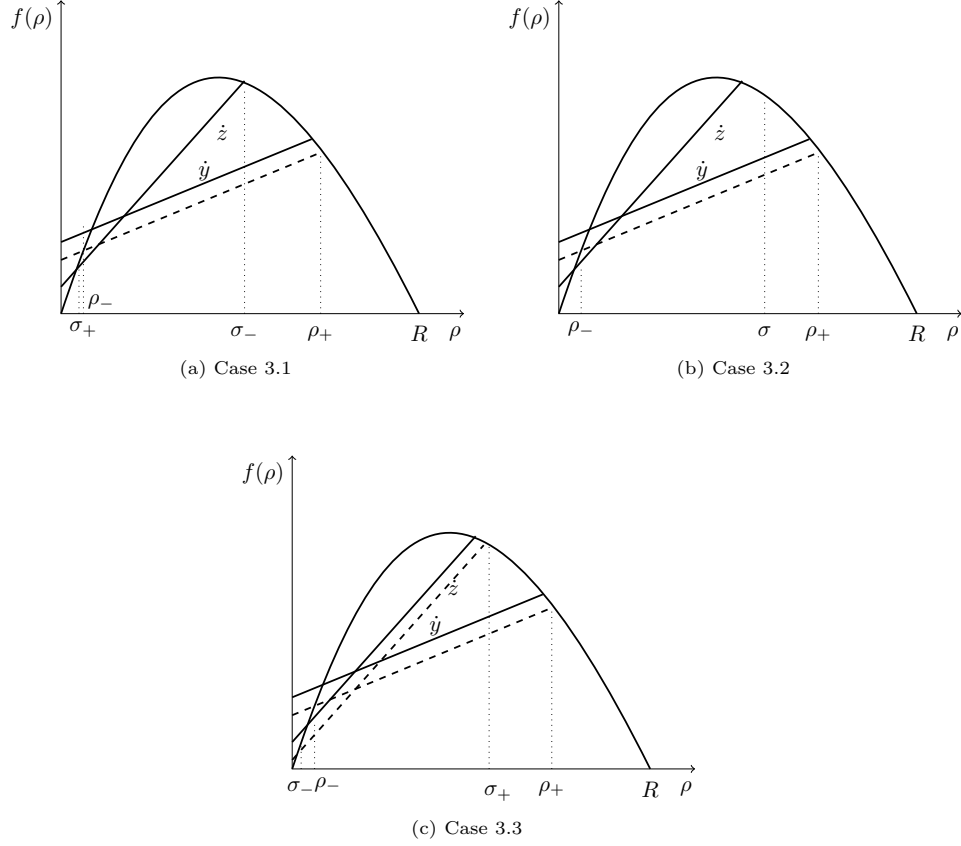 f(ρ)
ż
ẏ
ρ₋
σ₊
σ₋
ρ₊
R
ρ
(a) Case 3.1
f(ρ)
ż
ẏ
ρ₋
σ
ρ₊
R
ρ
(b) Case 3.2
f(ρ)
ż
ẏ
σ₋
ρ₋
σ₊
ρ₊
R
ρ
(c) Case 3.3